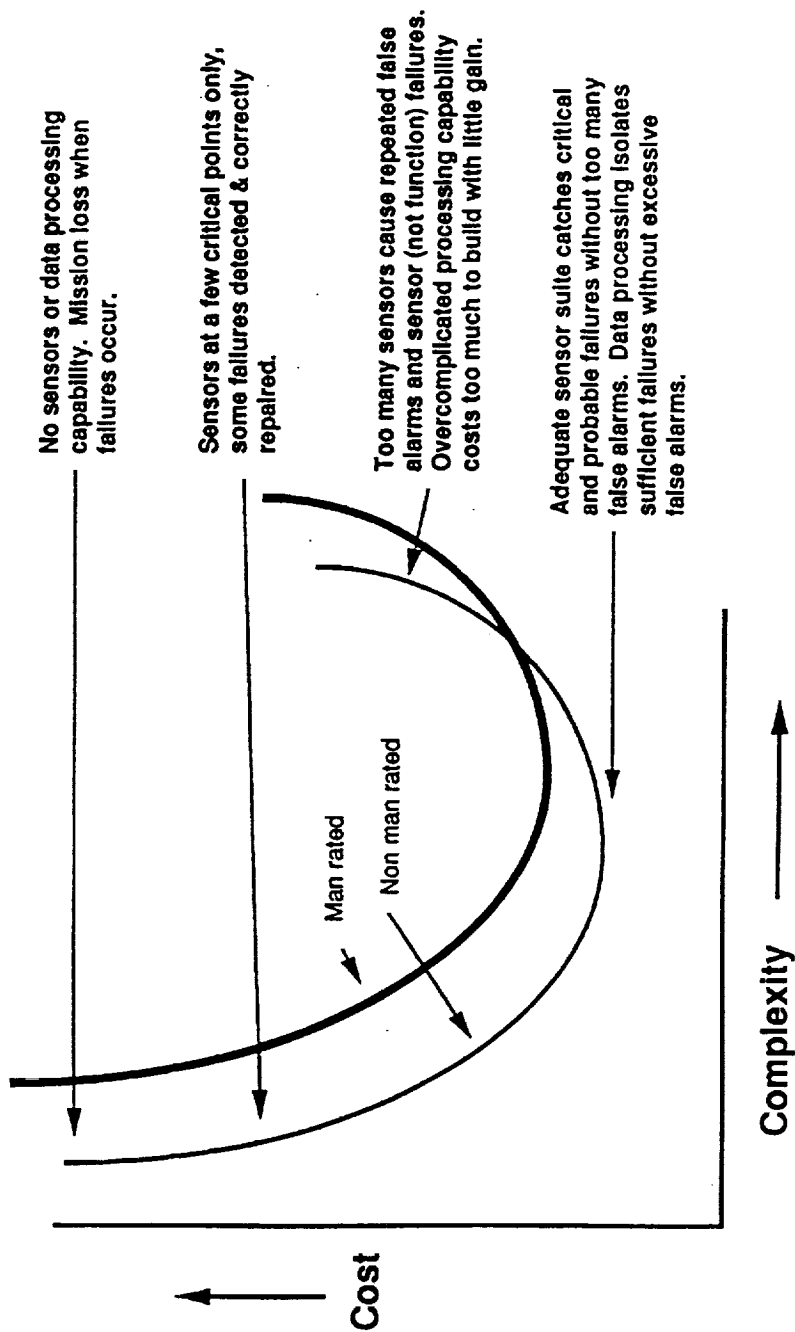 No sensors or data processing
capability. Mission loss when
failures occur.
Sensors at a few critical points only,
some failures detected & correctly
repaired.
Too many sensors cause repeated false
alarms and sensor (not function) failures.
Overcomplicated processing capability
costs too much to build with little gain.
Adequate sensor suite catches critical
and probable failures without too many
false alarms. Data processing isolates
sufficient failures without excessive
false alarms.
Man rated
Non man rated
Cost
Complexity